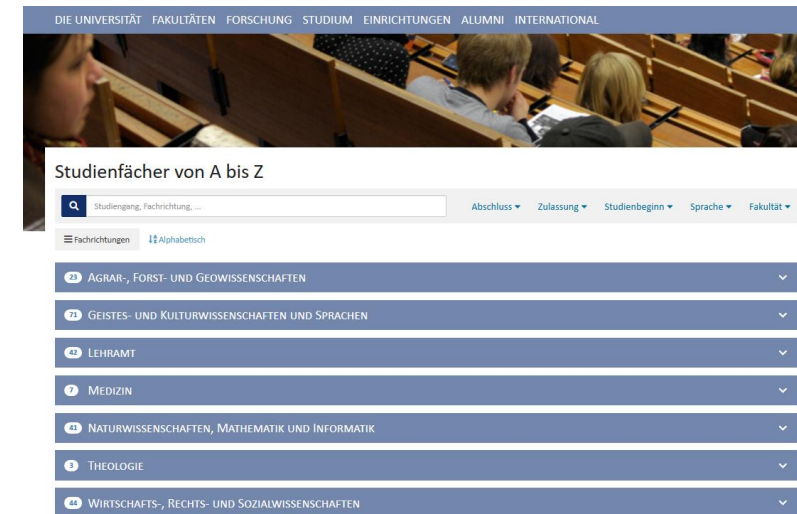 DIE UNIVERSITÄT FAKULTÄTEN FORSCHUNG STUDIUM EINRICHTUNGEN ALUMNI INTERNATIONAL
Studienfächer von A bis Z
Studiengang, Fachrichtung, ... Abschluss Zulassung Studienbeginn Sprache Fakultät
Fachrichtungen Alphabetisch
23 AGRAR-, FORST- UND GEOWISSENSCHAFTEN
71 GEISTES- UND KULTURWISSENSCHAFTEN UND SPRACHEN
42 LEHRAMT
7 MEDIZIN
41 NATURWISSENSCHAFTEN, MATHEMATIK UND INFORMATIK
3 THEOLOGIE
44 WIRTSCHAFTS-, RECHTS- UND SOZIALWISSENSCHAFTEN